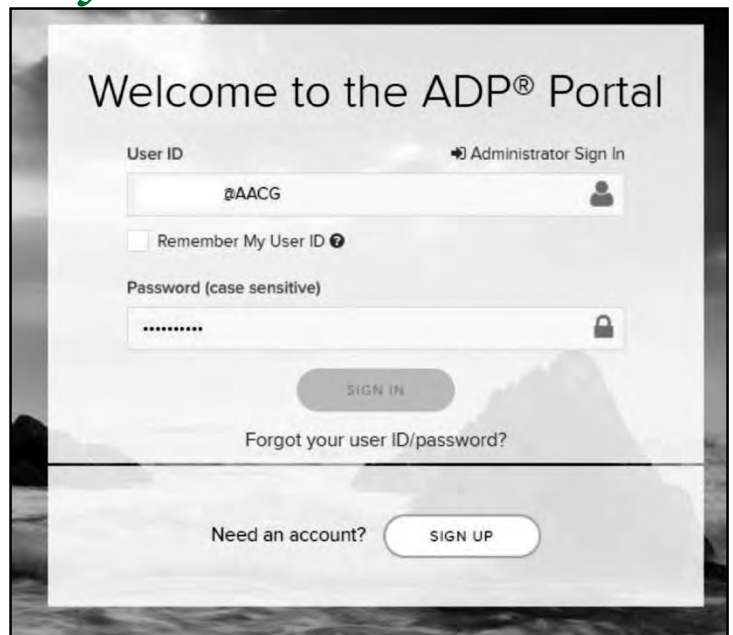 Welcome to the ADP® Portal
User ID Administrator Sign In
@AACG
Remember My User ID
Password (case sensitive)
••••••••••
SIGN IN
Forgot your user ID/password?
Need an account? SIGN UP